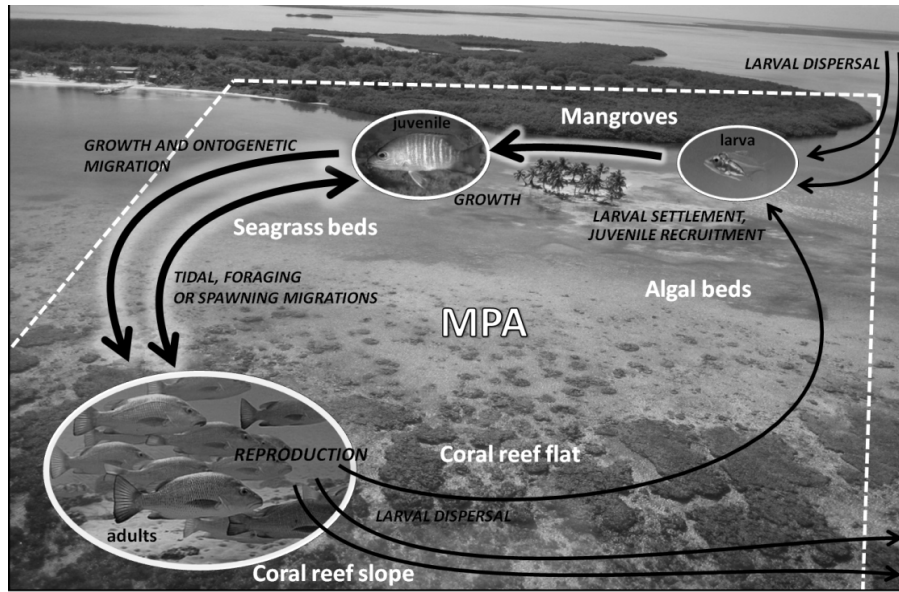 LARVAL DISPERSAL
Mangroves
juvenile
larva
GROWTH AND ONTOGENETIC
MIGRATION
GROWTH
LARVAL SETTLEMENT,
JUVENILE RECRUITMENT
Seagrass beds
TIDAL, FORAGING
OR SPAWNING MIGRATIONS
Algal beds
MPA
REPRODUCTION
Coral reef flat
LARVAL DISPERSAL
adults
Coral reef slope